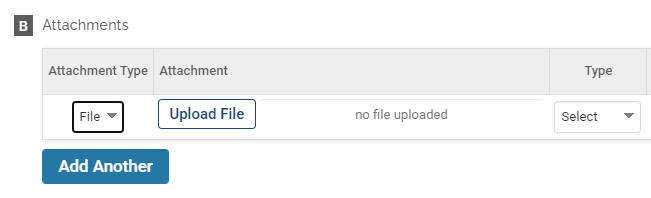 B Attachments
Attachment Type Attachment Type
File Upload File no file uploaded Select
Add Another